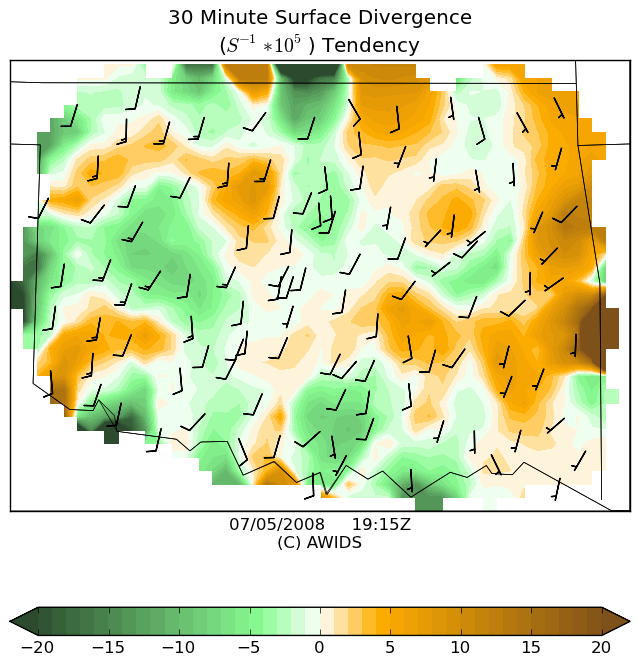 30 Minute Surface Divergence
(S⁻¹ *10⁵ ) Tendency
07/05/2008 19:15Z
(C) AWIDS
−20 −15 −10 −5 0 5 10 15 20